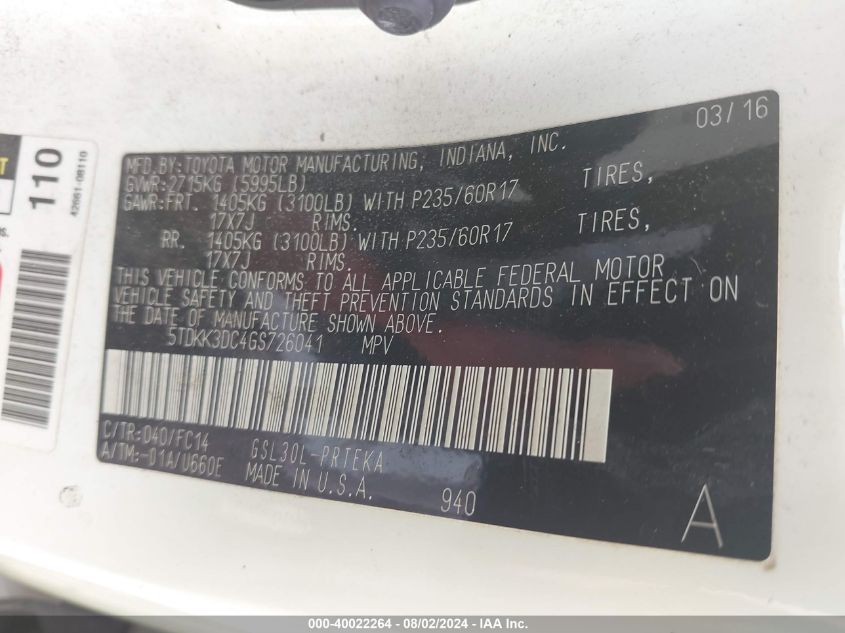 110
42661-08110
03/16
MFD.BY:TOYOTA MOTOR MANUFACTURING, INDIANA, INC.
GVWR:2715KG (5995LB)
GAWR:FRT. 1405KG (3100LB) WITH P235/60R17 TIRES,
17X7J RIMS.
RR. 1405KG (3100LB) WITH P235/60R17 TIRES,
17X7J RIMS.
THIS VEHICLE CONFORMS TO ALL APPLICABLE FEDERAL MOTOR
VEHICLE SAFETY AND THEFT PREVENTION STANDARDS IN EFFECT ON
THE DATE OF MANUFACTURE SHOWN ABOVE.
5TDKK3DC4GS726041 MPV
C/TR:040/FC14 GSL30L-PRTEKA
A/TM:-01A/U660E MADE IN U.S.A. 940
A
000-40022264 - 08/02/2024 - IAA Inc.